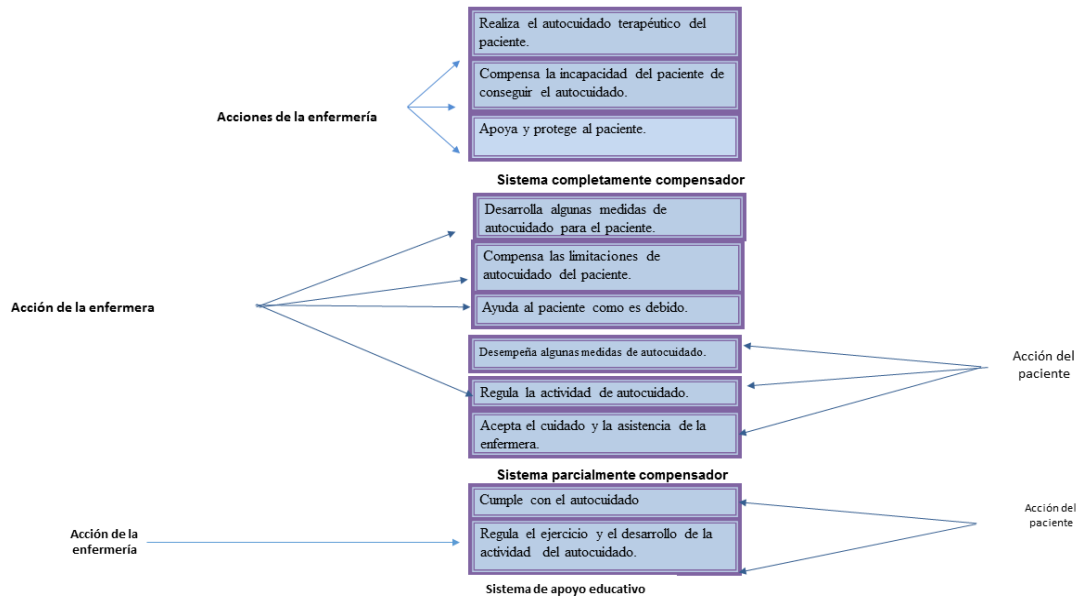 Realiza el autocuidado terapéutico del
paciente.
Compensa la incapacidad del paciente de
conseguir el autocuidado.
Acciones de la enfermería
Apoya y protege al paciente.
Sistema completamente compensador
Desarrolla algunas medidas de
autocuidado para el paciente.
Compensa las limitaciones de
autocuidado del paciente.
Acción de la enfermera
Ayuda al paciente como es debido.
Desempeña algunas medidas de autocuidado.
Acción del
paciente
Regula la actividad de autocuidado.
Acepta el cuidado y la asistencia de la
enfermera.
Sistema parcialmente compensador
Cumple con el autocuidado
Acción del
paciente
Acción de la
enfermería
Regula el ejercicio y el desarrollo de la
actividad del autocuidado.
Sistema de apoyo educativo